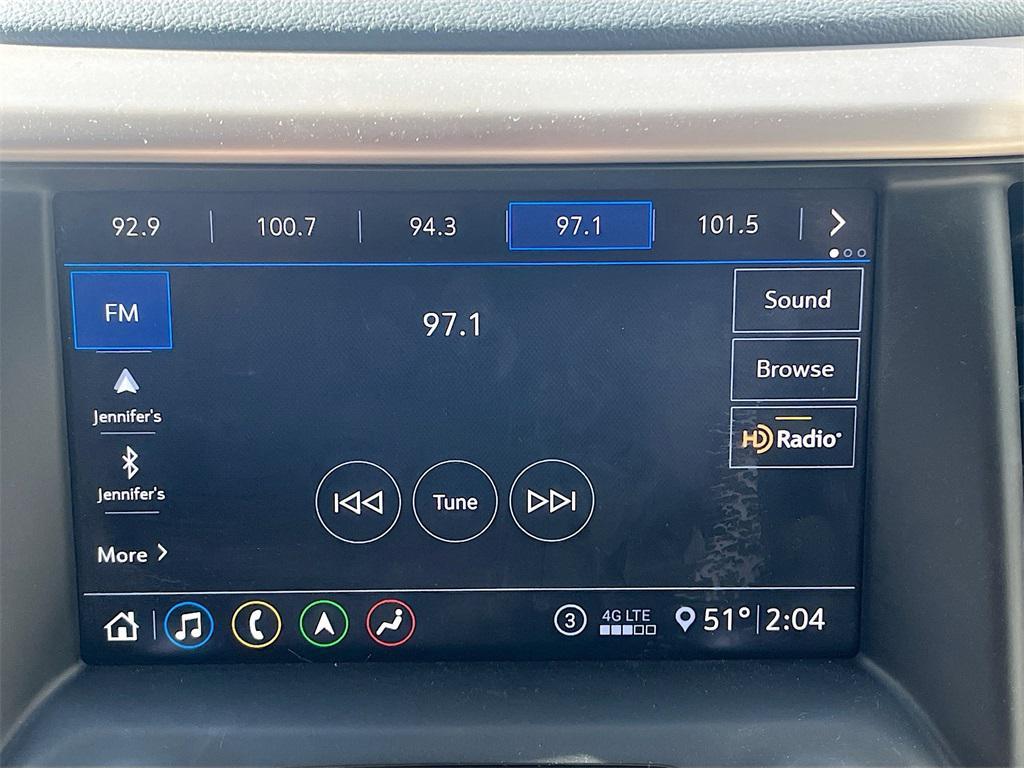 92.9 100.7 94.3 97.1 101.5
FM
97.1
Sound
Browse
Jennifer's
HD Radio
Jennifer's
Tune
More
3 4G LTE 51° 2:04